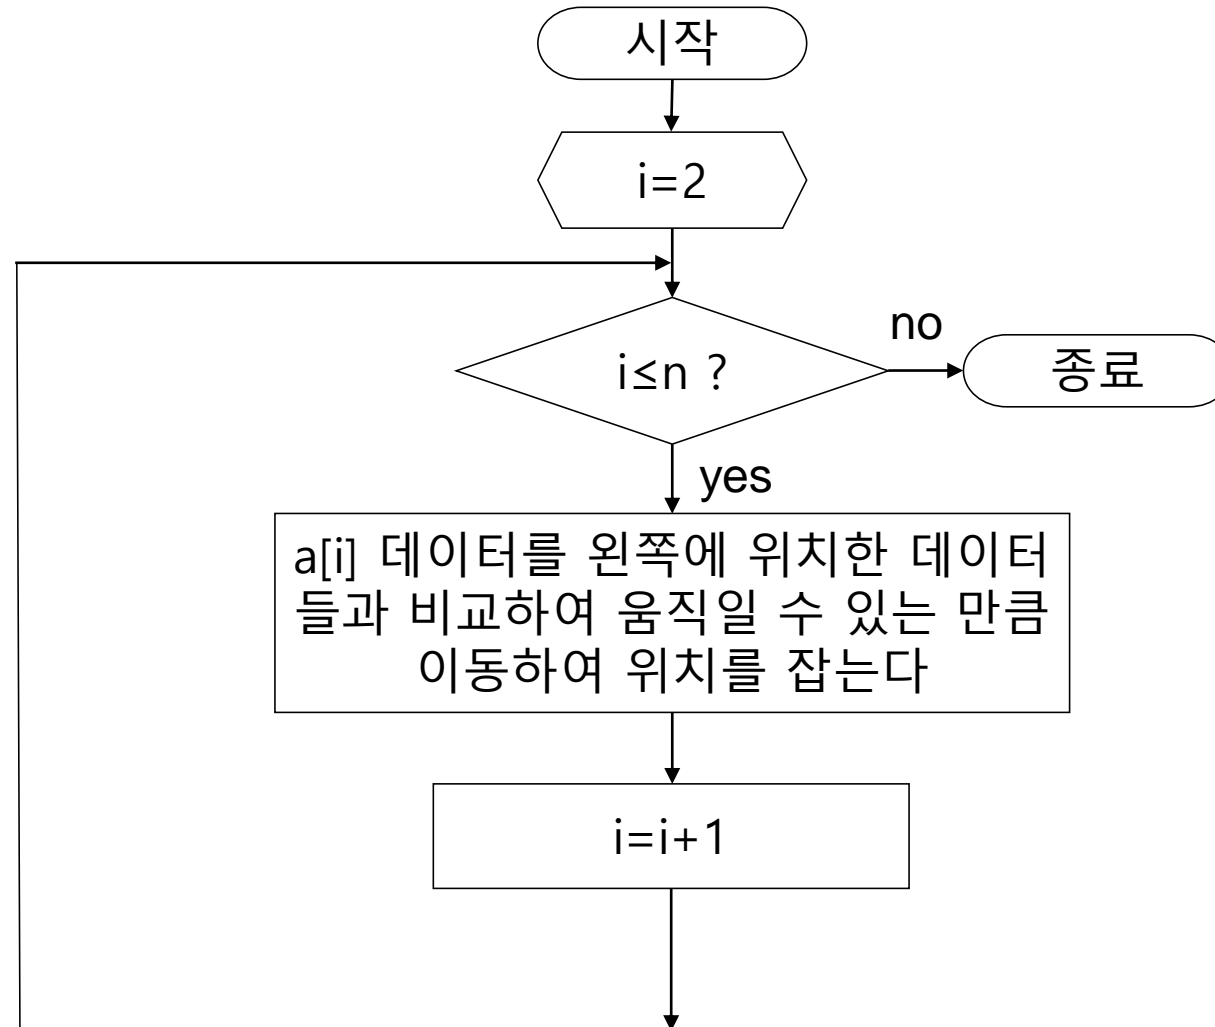 시작
i=2
i≤n ?
no
종료
yes
a[i] 데이터를 왼쪽에 위치한 데이터
들과 비교하여 움직일 수 있는 만큼
이동하여 위치를 잡는다
i=i+1